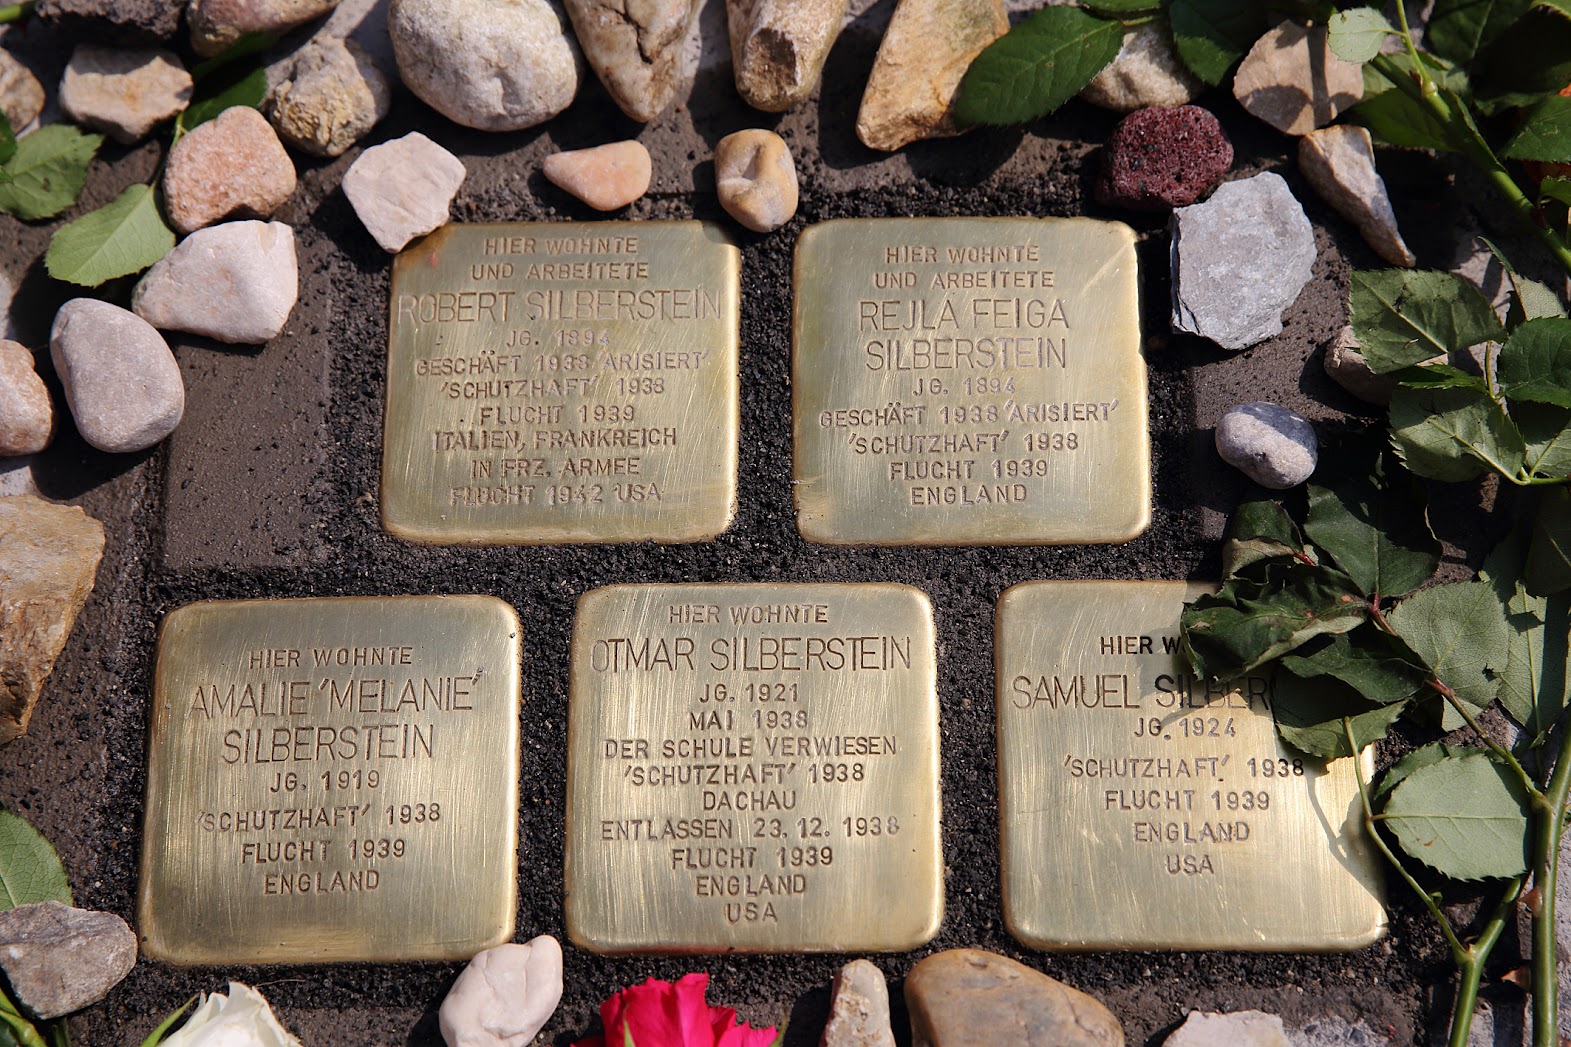 HIER WOHNTE
UND ARBEITETE
ROBERT SILBERSTEIN
JG. 1894
GESCHÄFT 1938 'ARISIERT'
'SCHUTZHAFT' 1938
FLUCHT 1939
ITALIEN, FRANKREICH
IN FRZ. ARMEE
FLUCHT 1942 USA
HIER WOHNTE
UND ARBEITETE
REJLA FEIGA
SILBERSTEIN
JG. 1894
GESCHÄFT 1938 'ARISIERT'
'SCHUTZHAFT' 1938
FLUCHT 1939
ENGLAND
HIER WOHNTE
AMALIE 'MELANIE'
SILBERSTEIN
JG. 1919
'SCHUTZHAFT' 1938
FLUCHT 1939
ENGLAND
HIER WOHNTE
OTMAR SILBERSTEIN
JG. 1921
MAI 1938
DER SCHULE VERWIESEN
'SCHUTZHAFT' 1938
DACHAU
ENTLASSEN 23. 12. 1938
FLUCHT 1939
ENGLAND
USA
HIER
SAMUEL
JG. 1924
'SCHUTZHAFT' 1938
FLUCHT 1939
ENGLAND
USA